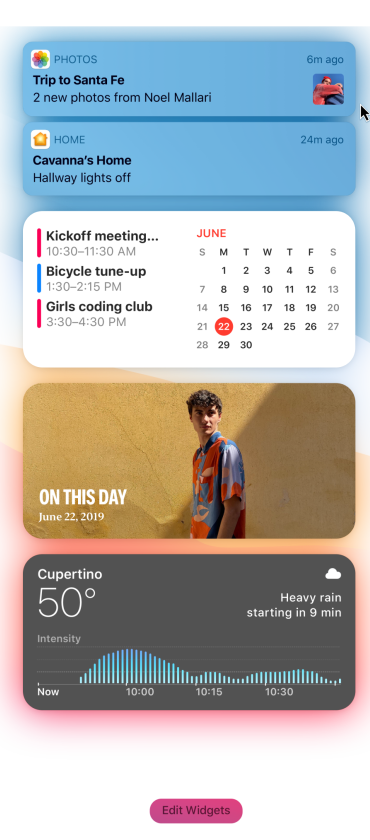 PHOTOS 6m ago
Trip to Santa Fe
2 new photos from Noel Mallari
HOME 24m ago
Cavanna's Home
Hallway lights off
Kickoff meeting...
10:30–11:30 AM
Bicycle tune-up
1:30–2:15 PM
Girls coding club
3:30–4:30 PM
JUNE
S M T W T F S
1 2 3 4 5 6
7 8 9 10 11 12 13
14 15 16 17 18 19 20
21 22 23 24 25 26 27
28 29 30
ON THIS DAY
June 22, 2019
Cupertino
50°
Heavy rain
starting in 9 min
Intensity
Now 10:00 10:15 10:30
Edit Widgets